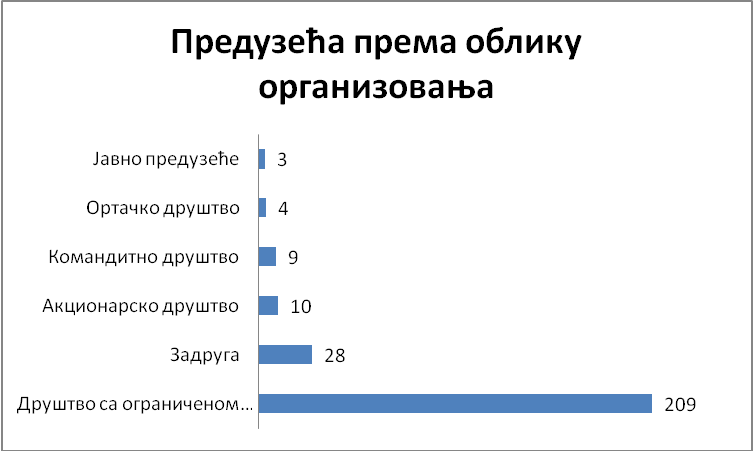 Предузећа према облику
организовања
Јавно предузеће 3
Ортачко друштво 4
Командитно друштво 9
Акционарско друштво 10
Задруга 28
Друштво са ограниченом... 209